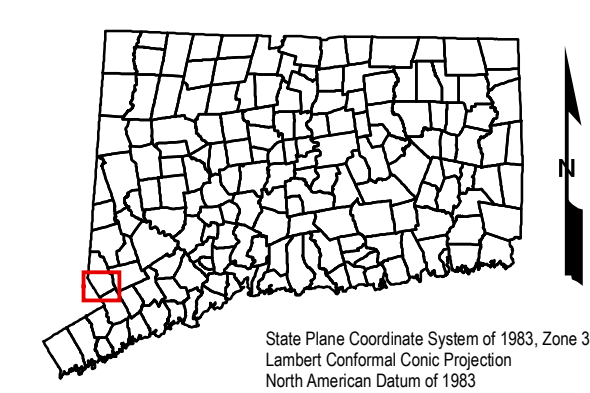 N
State Plane Coordinate System of 1983, Zone 3
Lambert Conformal Conic Projection
North American Datum of 1983